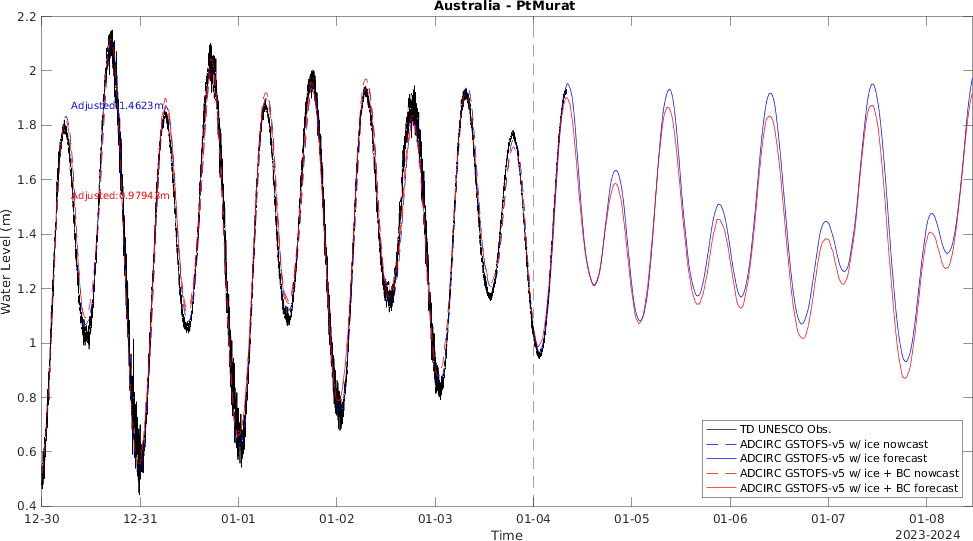 Australia - PtMurat
2.2
2
1.8
1.6
1.4
1.2
1
0.8
0.6
0.4
Water Level (m)
Adjusted:1.4623m
Adjusted:0.97943m
TD UNESCO Obs.
ADCIRC GSTOFS-v5 w/ ice nowcast
ADCIRC GSTOFS-v5 w/ ice forecast
ADCIRC GSTOFS-v5 w/ ice + BC nowcast
ADCIRC GSTOFS-v5 w/ ice + BC forecast
12-30 12-31 01-01 01-02 01-03 01-04 01-05 01-06 01-07 01-08
Time
2023-2024